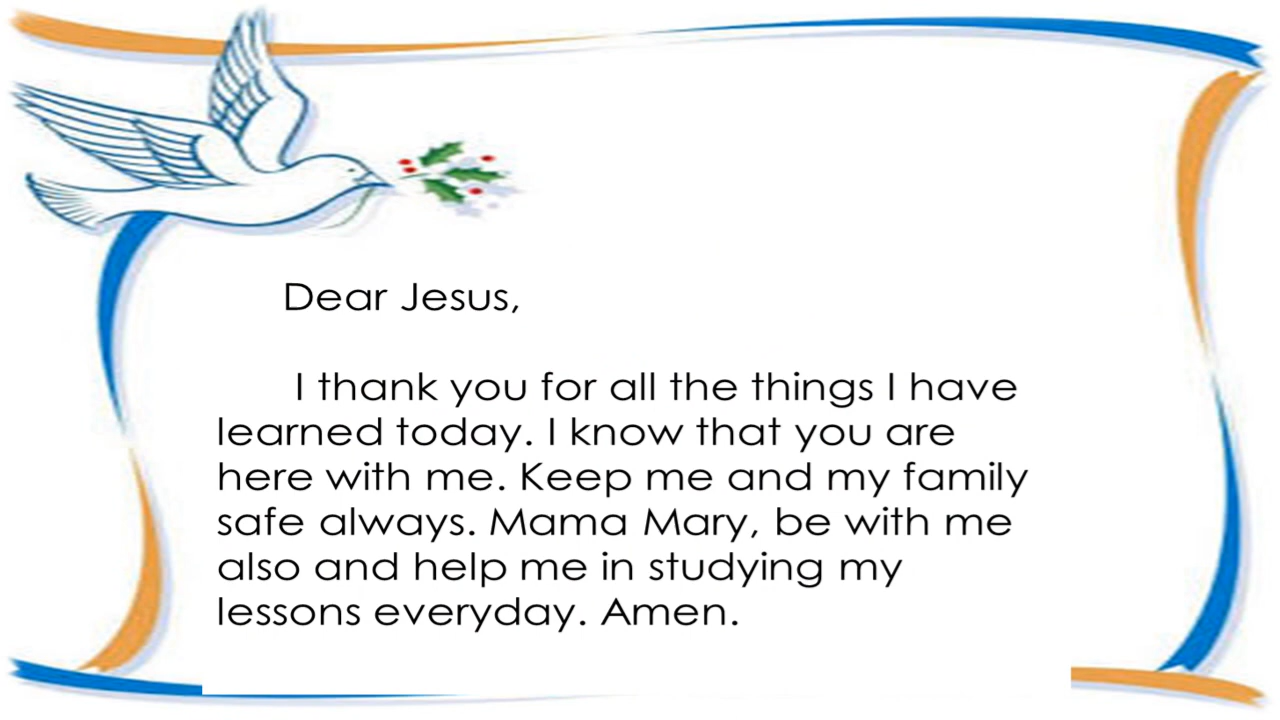 Dear Jesus,
I thank you for all the things I have
learned today. I know that you are
here with me. Keep me and my family
safe always. Mama Mary, be with me
also and help me in studying my
lessons everyday. Amen.